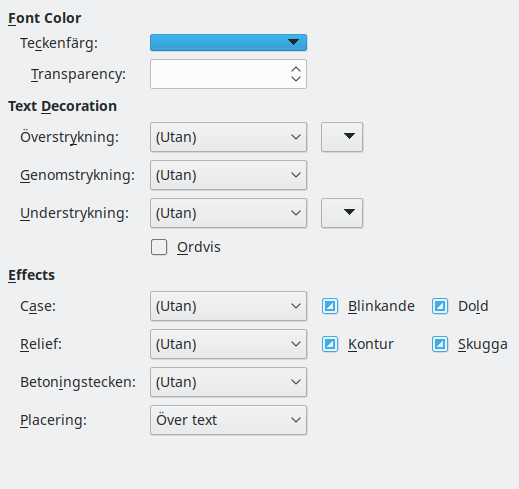 Font Color
Teckenfärg:
Transparency:
Text Decoration
Överstrykning: (Utan)
Genomstrykning: (Utan)
Understrykning: (Utan)
Ordvis
Effects
Case: (Utan) Blinkande Dold
Relief: (Utan) Kontur Skugga
Betoningstecken: (Utan)
Placering: Över text